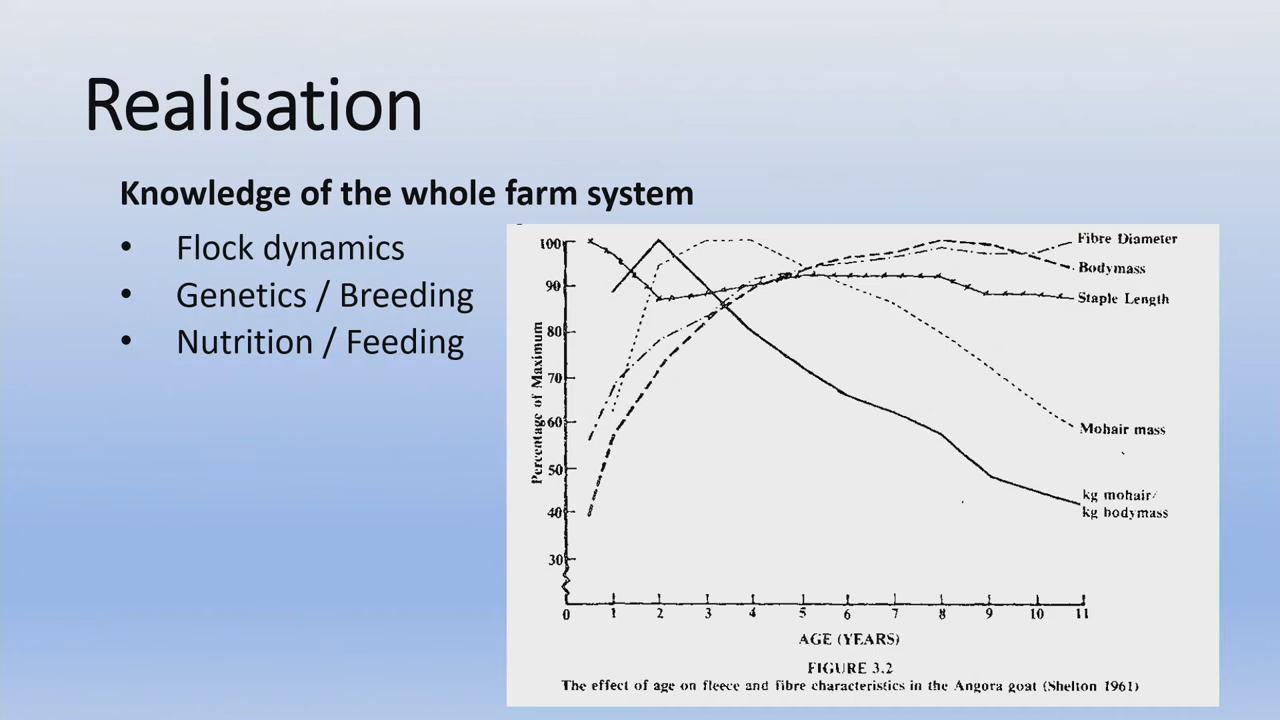 Realisation
Knowledge of the whole farm system
• Flock dynamics
• Genetics / Breeding
• Nutrition / Feeding
Percentage of Maximum
100
90
80
70
60
50
40
30
0 1 2 3 4 5 6 7 8 9 10 11
Fibre Diameter
Bodymass
Staple Length
Mohair mass
kg mohair/
kg bodymass
AGE (YEARS)
FIGURE 3.2
The effect of age on fleece and fibre characteristics in the Angora goat (Shelton 1961)